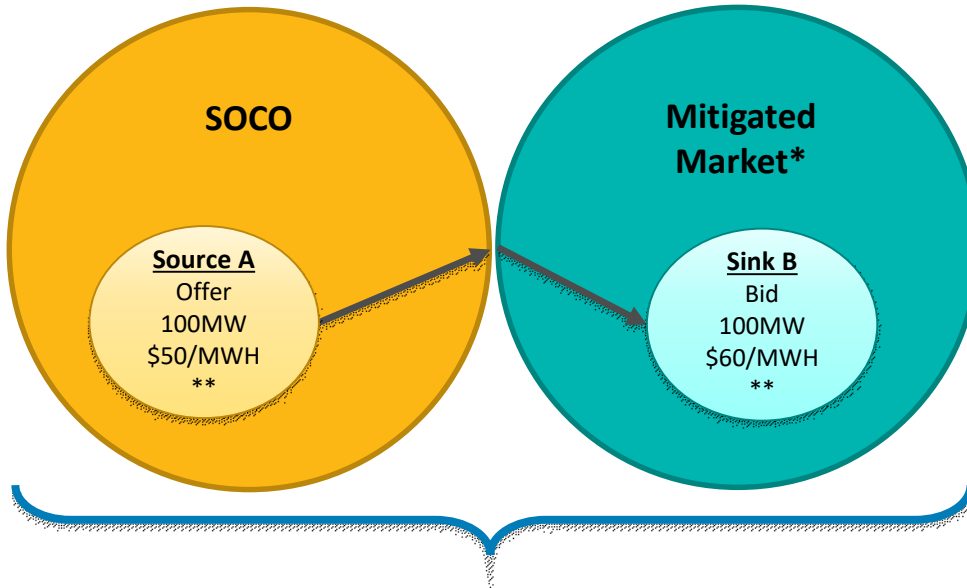 SOCO
Mitigated
Market*
Source A
Offer
100MW
$50/MWH
**
Sink B
Bid
100MW
$60/MWH
**